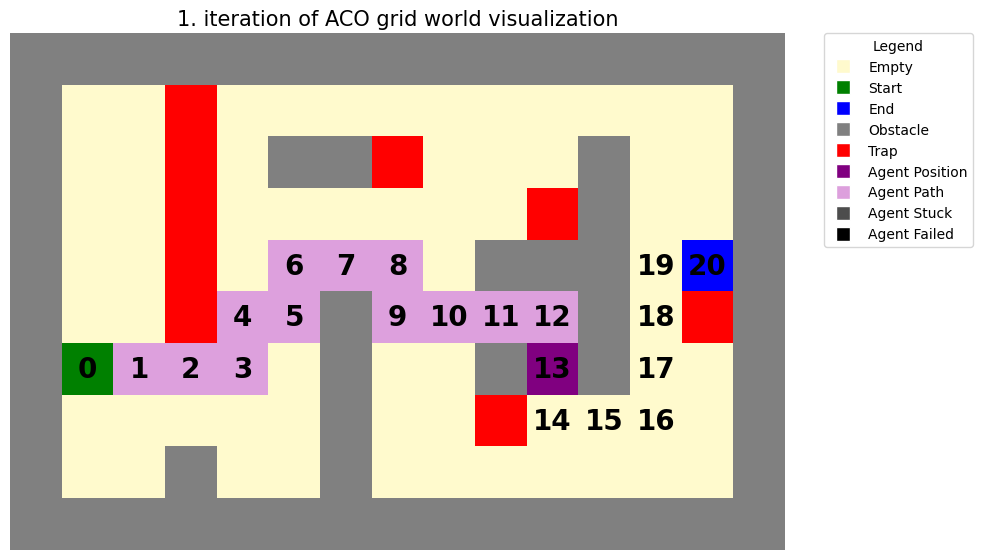 1. iteration of ACO grid world visualization
Legend
Empty
Start
End
Obstacle
Trap
Agent Position
Agent Path
Agent Stuck
Agent Failed
6 7 8 19 20
4 5 9 10 11 12 18
0 1 2 3 13 17
14 15 16